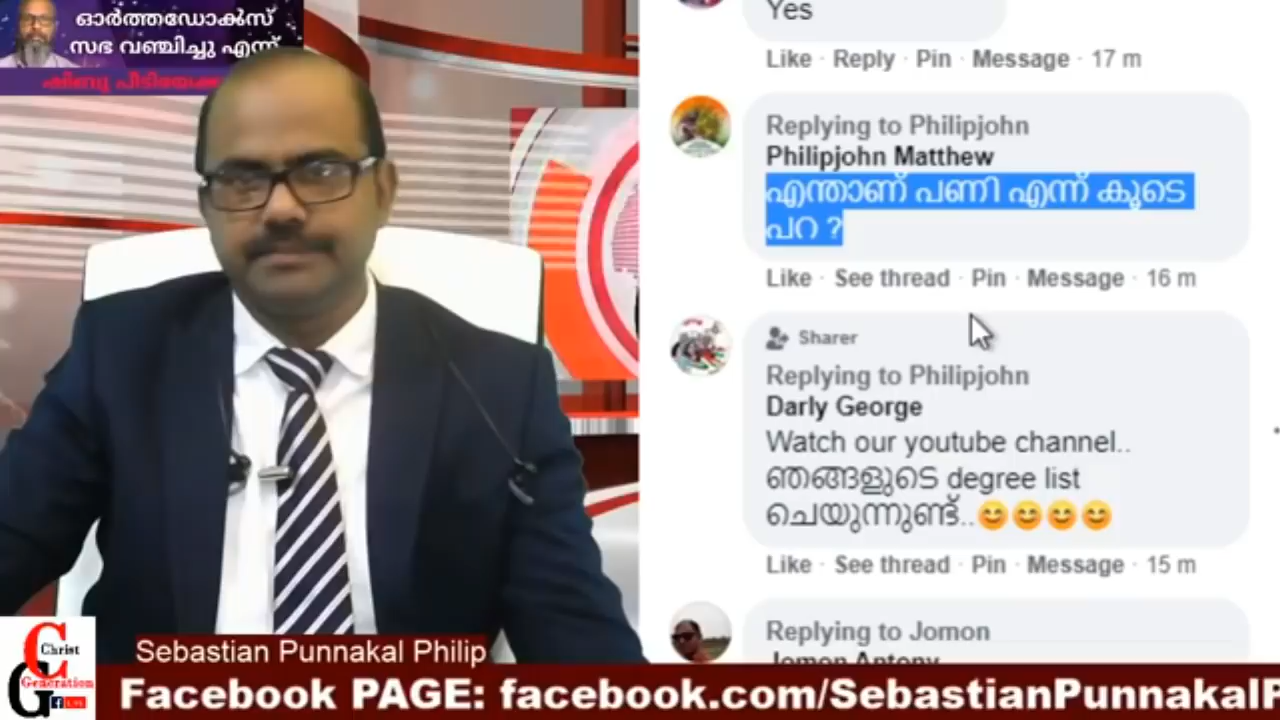 ഓർത്തഡോക്സ്
സഭ വഞ്ചിച്ചു എന്ന്
ഷിബു
Yes
Like · Reply · Pin · Message · 17 m
Replying to Philipjohn
Philipjohn Matthew
എന്താണ് പണി എന്ന് കൂടെ
പറ ?
Like · See thread · Pin · Message · 16 m
Sharer
Replying to Philipjohn
Darly George
Watch our youtube channel..
ഞങ്ങളുടെ degree list
ചെയുന്നുണ്ട്..😊😊😊😊
Like · See thread · Pin · Message · 15 m
Replying to Jomon
Jomon Antony
Christ
Generation
Sebastian Punnakal Philip
Facebook PAGE: facebook.com/SebastianPunnakalP